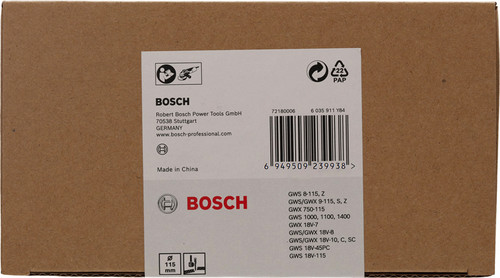 BOSCH
Robert Bosch Power Tools GmbH
70538 Stuttgart
GERMANY
www.bosch-professional.com
Made in China
22
PAP
72180006 6 035 911 Y84
6 949509 239938 >
BOSCH
Ø
115
mm
GWS 8-115, Z
GWS/GWX 9-115, S, Z
GWX 750-115
GWS 1000, 1100, 1400
GWX 18V-7
GWS/GWX 18V-8
GWS/GWX 18V-10, C, SC
GWS 18V-45PC
GWS 18V-115